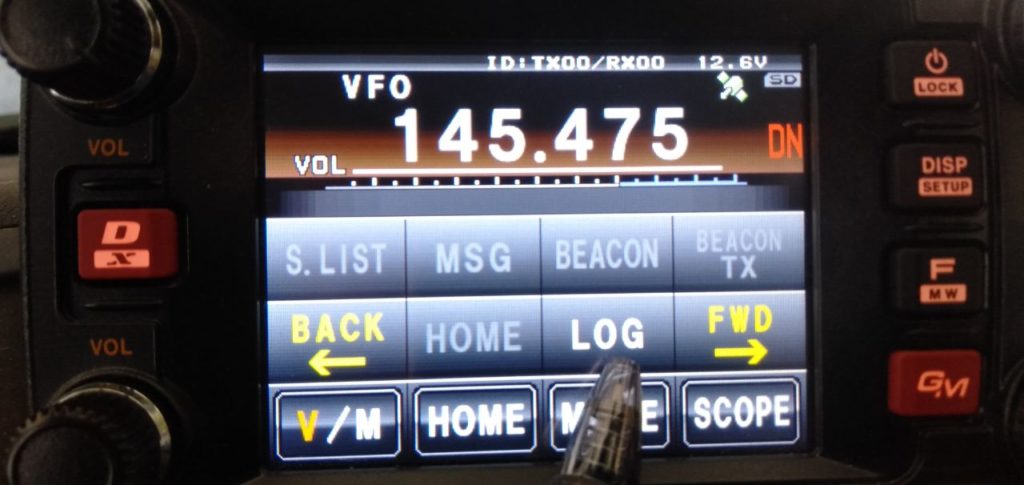 ID:TX00/RX00 12.6V
VFO
SD
145.475
DN
VOL
S.LIST MSG BEACON BEACON TX
BACK HOME LOG FWD
V/M HOME M E SCOPE
VOL
D
X
VOL
LOCK
DISP
SETUP
F
MW
GM